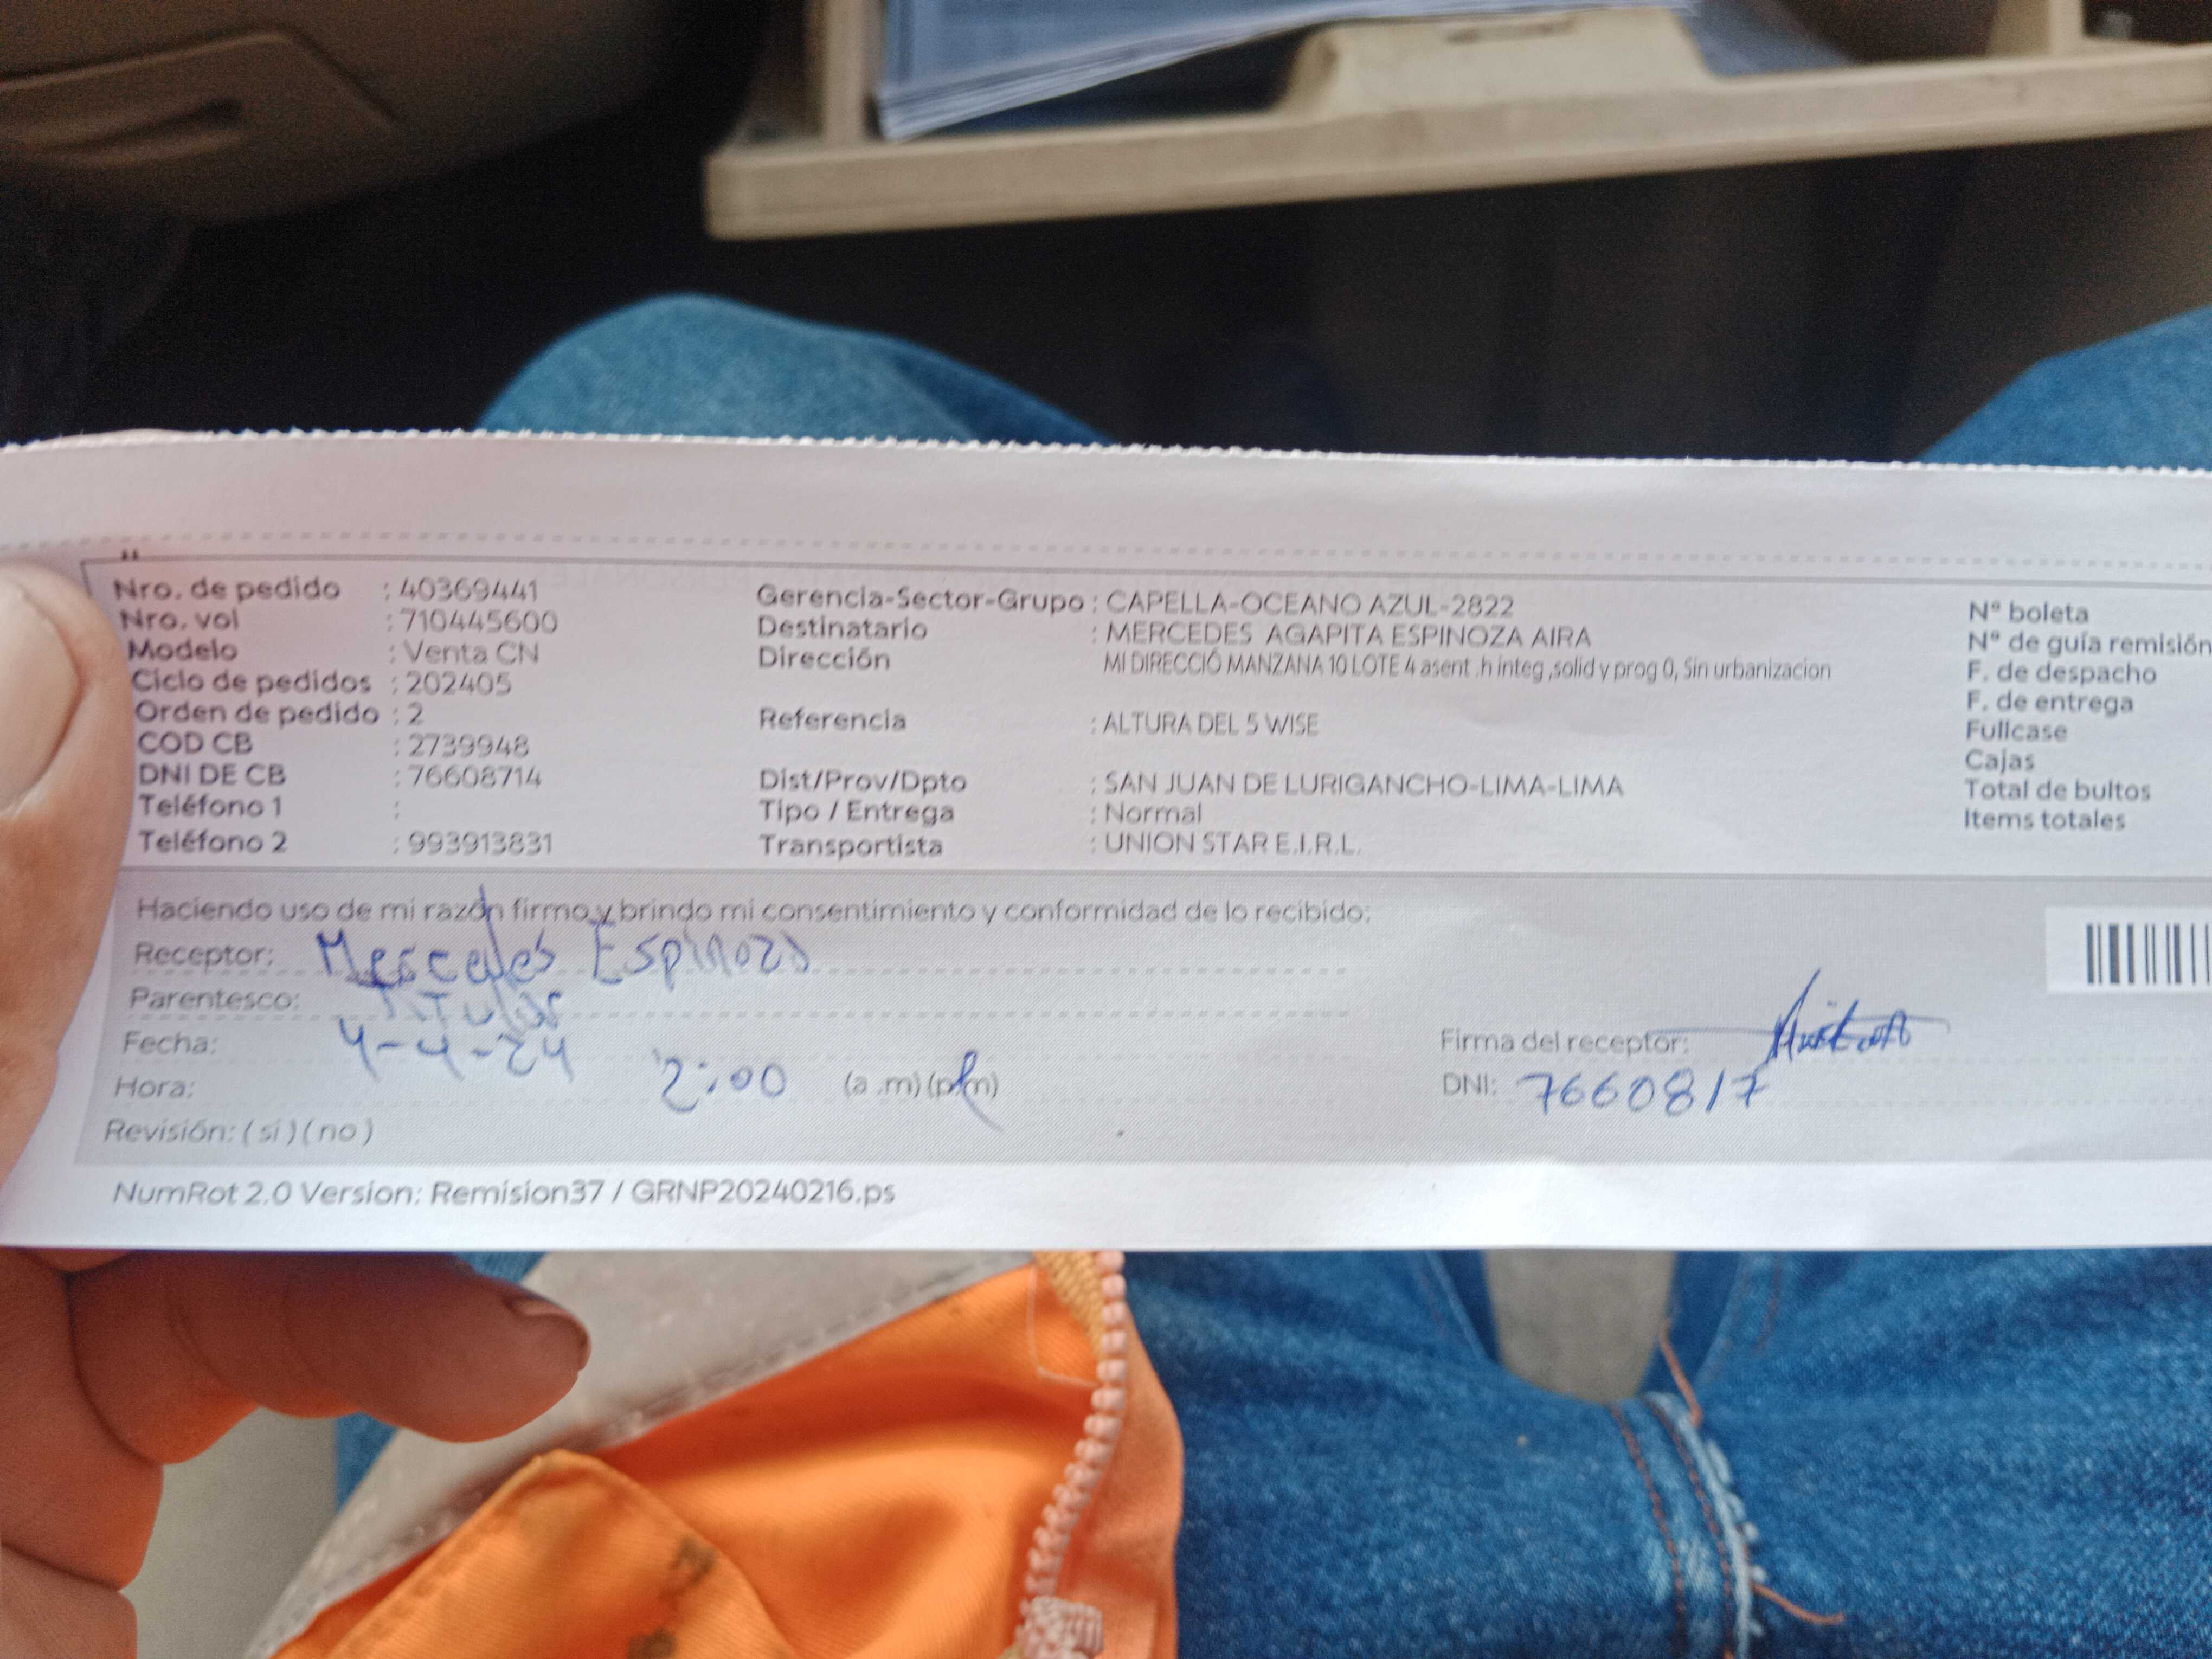 Nro. de pedido : 40369441
Nro. vol : 710445600
Modelo : Venta CN
Ciclo de pedidos : 202405
Orden de pedido : 2
COD CB : 2739948
DNI DE CB : 76608714
Teléfono 1 :
Teléfono 2 : 993913831
Gerencia-Sector-Grupo : CAPELLA-OCEANO AZUL-2822
Destinatario : MERCEDES AGAPITA ESPINOZA AIRA
Dirección MI DIRECCIÓ MANZANA 10 LOTE 4 asent .h integ ,solid y prog 0, Sin urbanizacion
Referencia : ALTURA DEL 5 WISE
Dist/Prov/Dpto : SAN JUAN DE LURIGANCHO-LIMA-LIMA
Tipo / Entrega : Normal
Transportista : UNION STAR E.I.R.L.
N° boleta
N° de guía remisión
F. de despacho
F. de entrega
Fullcase
Cajas
Total de bultos
Items totales
Haciendo uso de mi razón firmo y brindo mi consentimiento y conformidad de lo recibido:
Receptor: Mercedes Espinoza
Parentesco: Titular
Fecha: 4-4-24
Hora: 2:00 (a .m) (p.m)
Revisión: ( si ) ( no )
Firma del receptor:
DNI: 7660817
NumRot 2.0 Version: Remision37 / GRNP20240216.ps